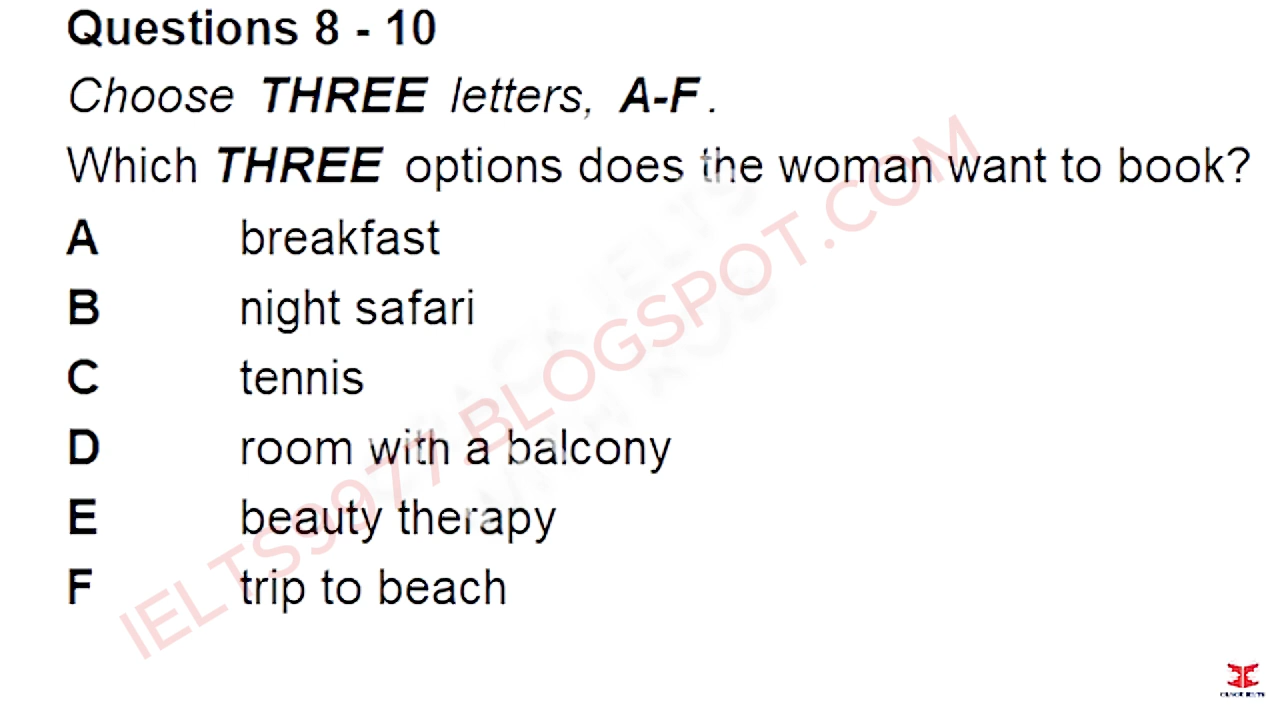 Questions 8 - 10
Choose THREE letters, A-F.
Which THREE options does the woman want to book?
A breakfast
B night safari
C tennis
D room with a balcony
E beauty therapy
F trip to beach
IELTS9977.BLOGSPOT.COM